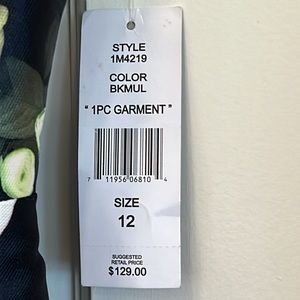 STYLE
1M4219
COLOR
BKMUL
" 1PC GARMENT "
7 11956 06810 4
SIZE
12
SUGGESTED
RETAIL PRICE
$129.00